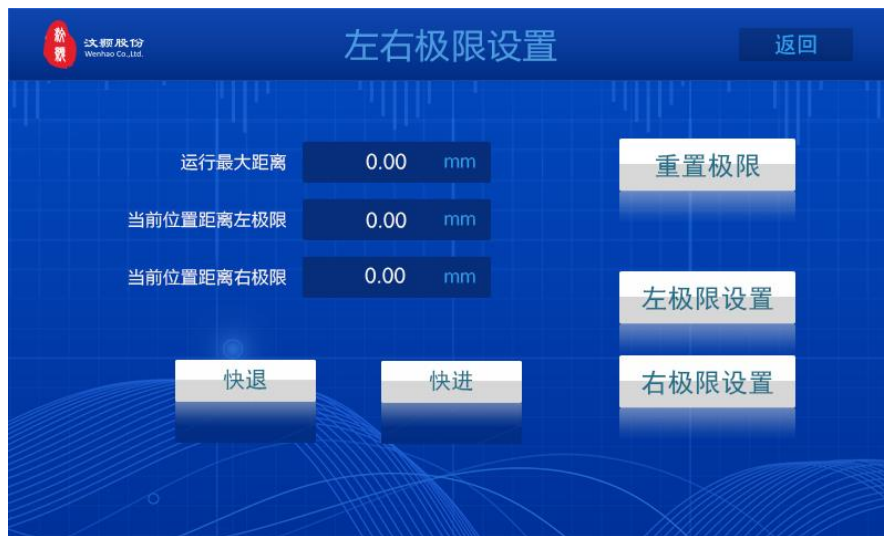 汶颢股份
Wenhao Co.,Ltd.
左右极限设置
返回
运行最大距离 0.00 mm
当前位置距离左极限 0.00 mm
当前位置距离右极限 0.00 mm
重置极限
左极限设置
右极限设置
快退
快进